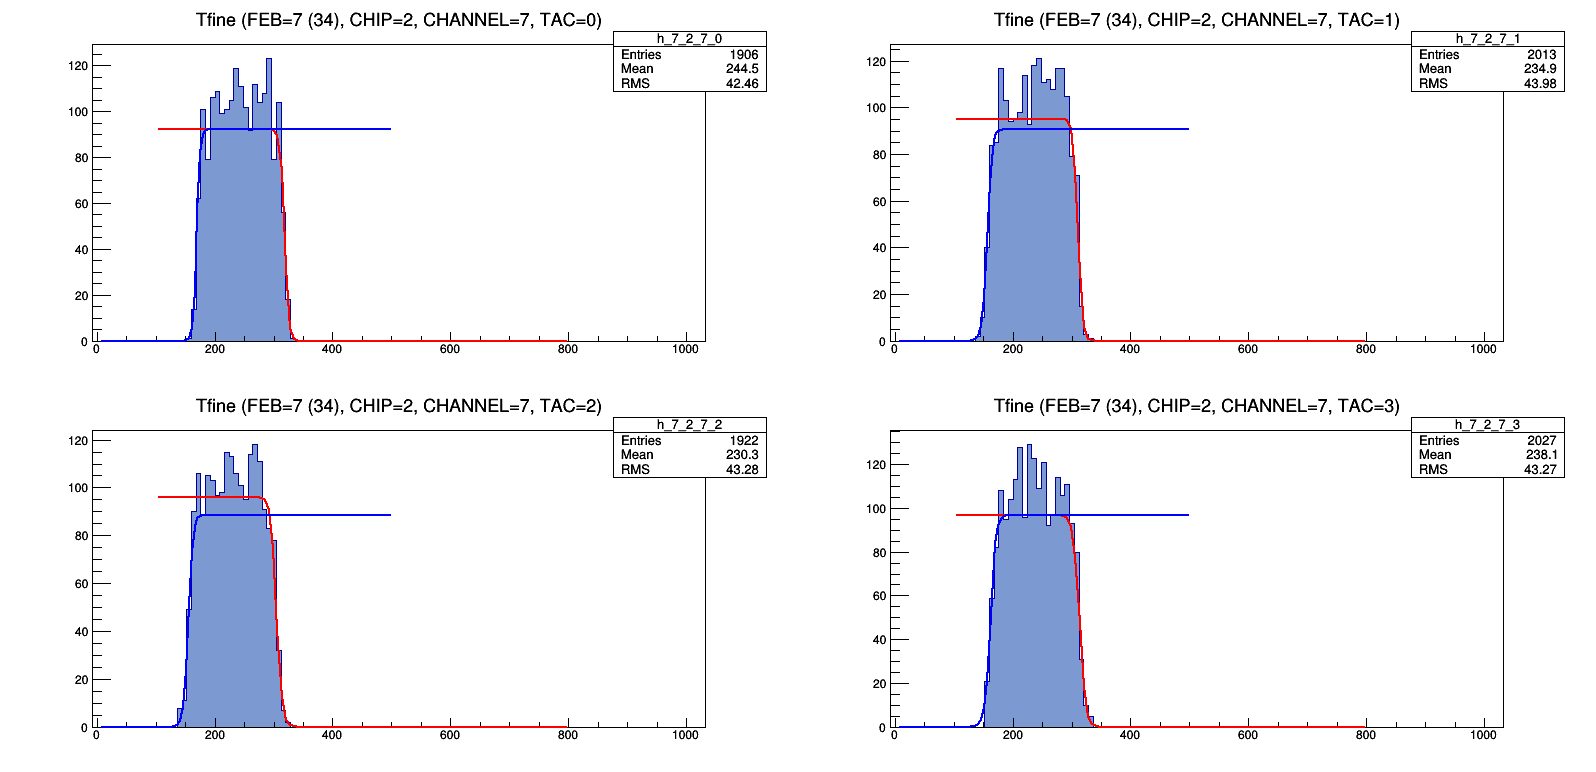 Tfine (FEB=7 (34), CHIP=2, CHANNEL=7, TAC=0)
h_7_2_7_0
Entries 1906
Mean 244.5
RMS 42.46
120
100
80
60
40
20
0
0 200 400 600 800 1000
Tfine (FEB=7 (34), CHIP=2, CHANNEL=7, TAC=1)
h_7_2_7_1
Entries 2013
Mean 234.9
RMS 43.98
120
100
80
60
40
20
0
0 200 400 600 800 1000
Tfine (FEB=7 (34), CHIP=2, CHANNEL=7, TAC=2)
h_7_2_7_2
Entries 1922
Mean 230.3
RMS 43.28
120
100
80
60
40
20
0
0 200 400 600 800 1000
Tfine (FEB=7 (34), CHIP=2, CHANNEL=7, TAC=3)
h_7_2_7_3
Entries 2027
Mean 238.1
RMS 43.27
120
100
80
60
40
20
0
0 200 400 600 800 1000